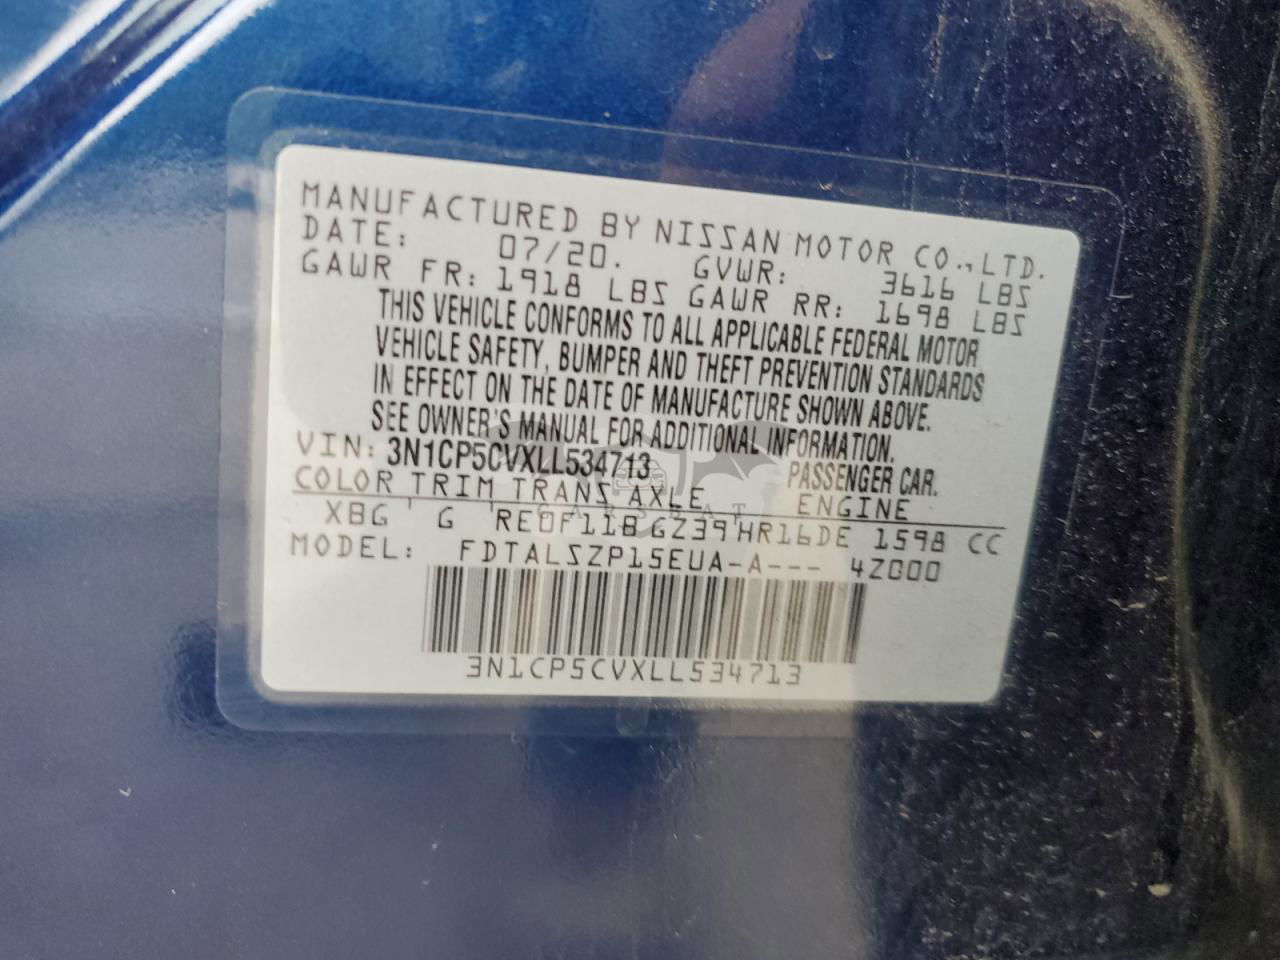 MANUFACTURED BY NISSAN MOTOR CO.,LTD.
DATE: 07/20. GVWR: 3616 LBS
GAWR FR: 1918 LBS GAWR RR: 1698 LBS
THIS VEHICLE CONFORMS TO ALL APPLICABLE FEDERAL MOTOR
VEHICLE SAFETY, BUMPER AND THEFT PREVENTION STANDARDS
IN EFFECT ON THE DATE OF MANUFACTURE SHOWN ABOVE.
SEE OWNER'S MANUAL FOR ADDITIONAL INFORMATION.
VIN: 3N1CP5CVXLL534713 PASSENGER CAR.
COLOR TRIM TRANS AXLE ENGINE
XBG G RE0F11B GZ39 HR16DE 1598 CC
MODEL: FDTALSZP15EUA-A--- 4Z000
3N1CP5CVXLL534713